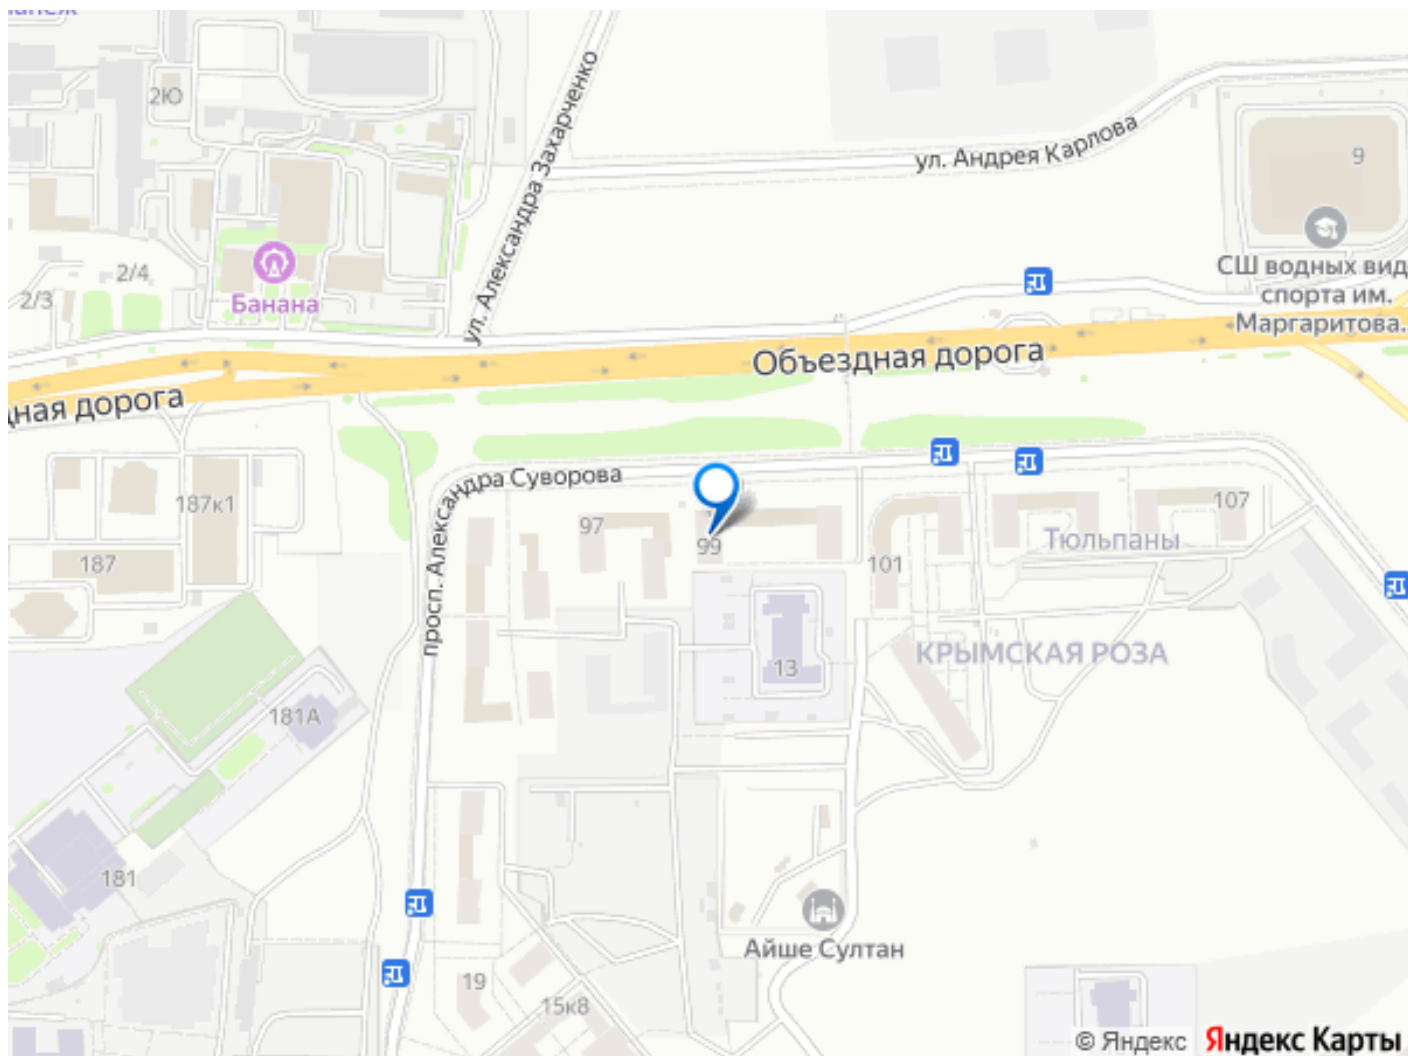 2Ю
ул. Александра Захарченко
ул. Андрея Карлова
9
СШ водных вид
спорта им.
Маргаритова.
2/4
2/3
Банана
Объездная дорога
дная дорога
просп. Александра Суворова
187к1
187
97
99
101
107
Тюльпаны
КРЫМСКАЯ РОЗА
13
181А
181
Айше Султан
19
15к8
© Яндекс Яндекс Карты